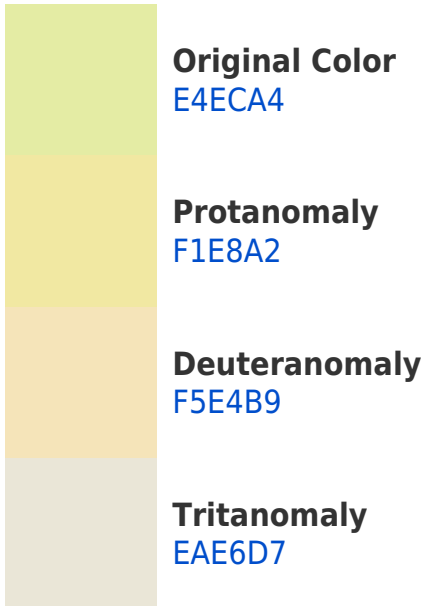 Original Color
E4ECA4
Protanomaly
F1E8A2
Deuteranomaly
F5E4B9
Tritanomaly
EAE6D7